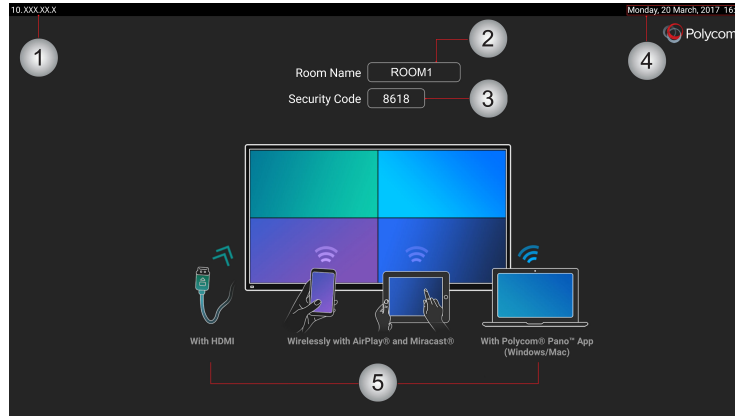 10.XXX.XX.X
Monday, 20 March, 2017 16:
1
2
Polycom
4
Room Name ROOM1
Security Code 8618
3
With HDMI
Wirelessly with AirPlay® and Miracast®
With Polycom® Pano™ App
(Windows/Mac)
5